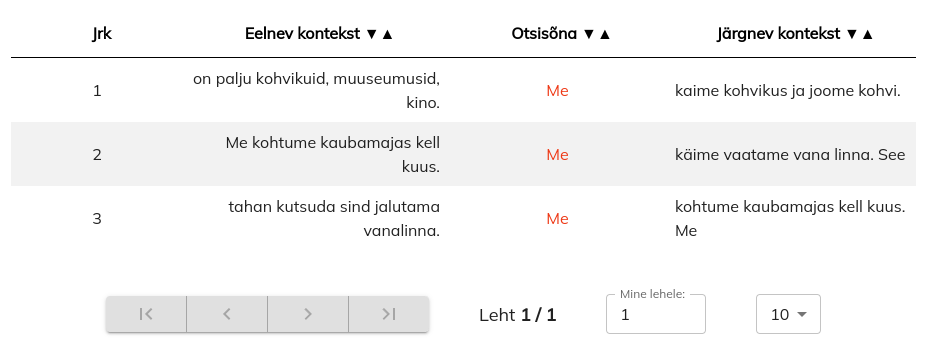 Jrk Eelnev kontekst ▼▲ Otsisõna ▼▲ Järgnev kontekst ▼▲
1 on palju kohvikuid, muuseumusid, kino. Me kaime kohvikus ja joome kohvi.
2 Me kohtume kaubamajas kell kuus. Me käime vaatame vana linna. See
3 tahan kutsuda sind jalutama vanalinna. Me kohtume kaubamajas kell kuus. Me
Mine lehele:
Leht 1 / 1 1 10